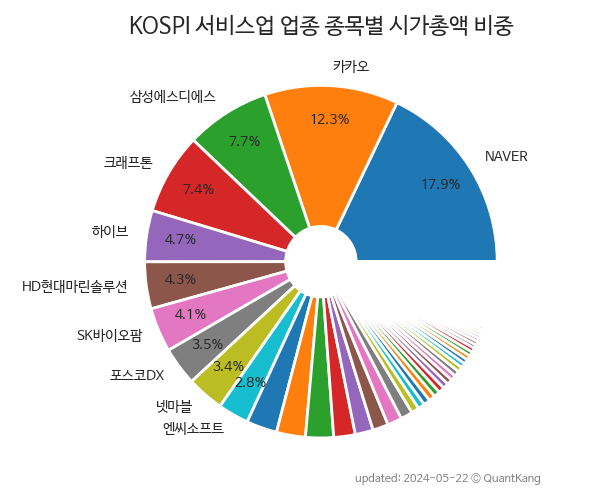 KOSPI 서비스업 업종 종목별 시가총액 비중
카카오
삼성에스디에스
12.3%
7.7%
NAVER
크래프톤
17.9%
7.4%
하이브
4.7%
HD현대마린솔루션
4.3%
4.1%
SK바이오팜
3.5%
포스코DX
3.4%
2.8%
넷마블
엔씨소프트
updated: 2024-05-22 © QuantKang